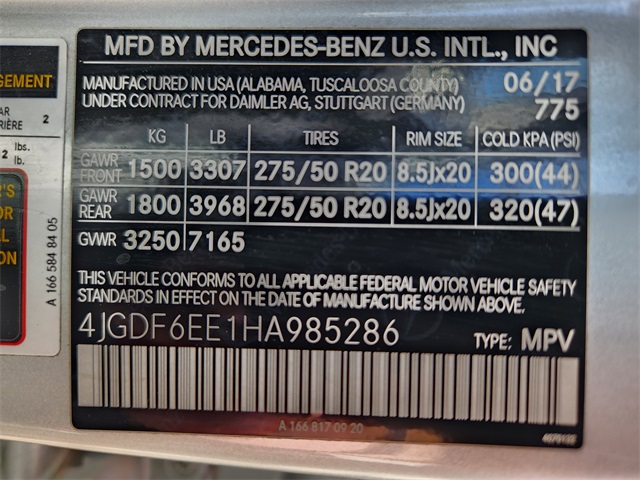 MFD BY MERCEDES-BENZ U.S. INTL., INC
MANUFACTURED IN USA (ALABAMA, TUSCALOOSA COUNTY) 06/17
UNDER CONTRACT FOR DAIMLER AG, STUTTGART (GERMANY) 775
KG LB TIRES RIM SIZE COLD KPA (PSI)
GAWR FRONT 1500 3307 275/50 R20 8.5Jx20 300(44)
GAWR REAR 1800 3968 275/50 R20 8.5Jx20 320(47)
GVWR 3250 7165
THIS VEHICLE CONFORMS TO ALL APPLICABLE FEDERAL MOTOR VEHICLE SAFETY
STANDARDS IN EFFECT ON THE DATE OF MANUFACTURE SHOWN ABOVE.
4JGDF6EE1HA985286 TYPE: MPV
A 166 817 09 20
A 166 584 84 05
2
lbs.
lb.